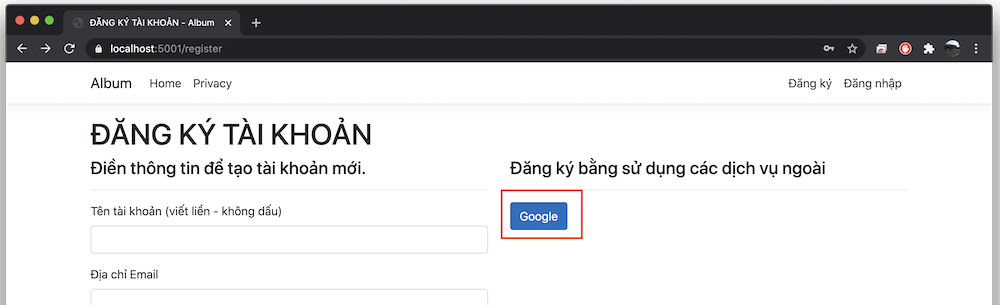 ĐĂNG KÝ TÀI KHOẢN - Album
localhost:5001/register
Album Home Privacy Đăng ký Đăng nhập
ĐĂNG KÝ TÀI KHOẢN
Điền thông tin để tạo tài khoản mới.
Đăng ký bằng sử dụng các dịch vụ ngoài
Tên tài khoản (viết liền - không dấu)
Google
Địa chỉ Email